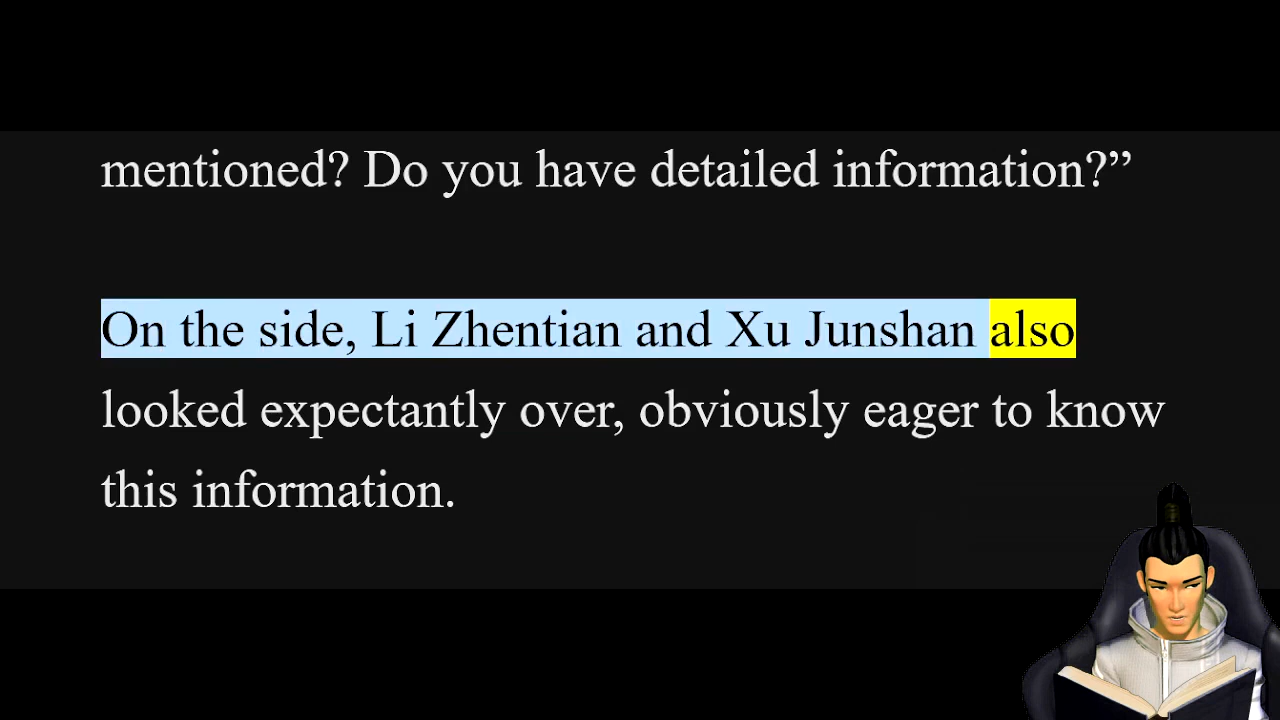 mentioned? Do you have detailed information?”
On the side, Li Zhentian and Xu Junshan also
looked expectantly over, obviously eager to know
this information.